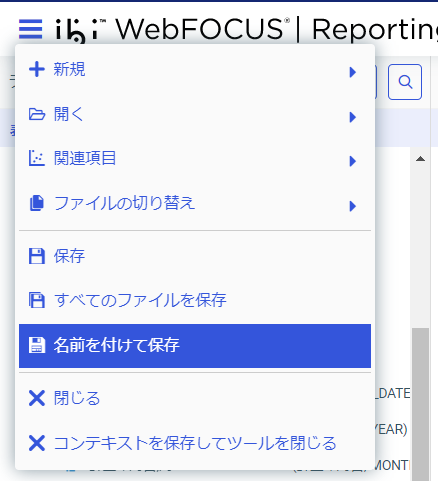 ibi™ WebFOCUS® | Reporting
新規
開く
関連項目
ファイルの切り替え
保存
すべてのファイルを保存
名前を付けて保存
閉じる
_DATE
コンテキストを保存してツールを閉じる
YEAR)
MONT